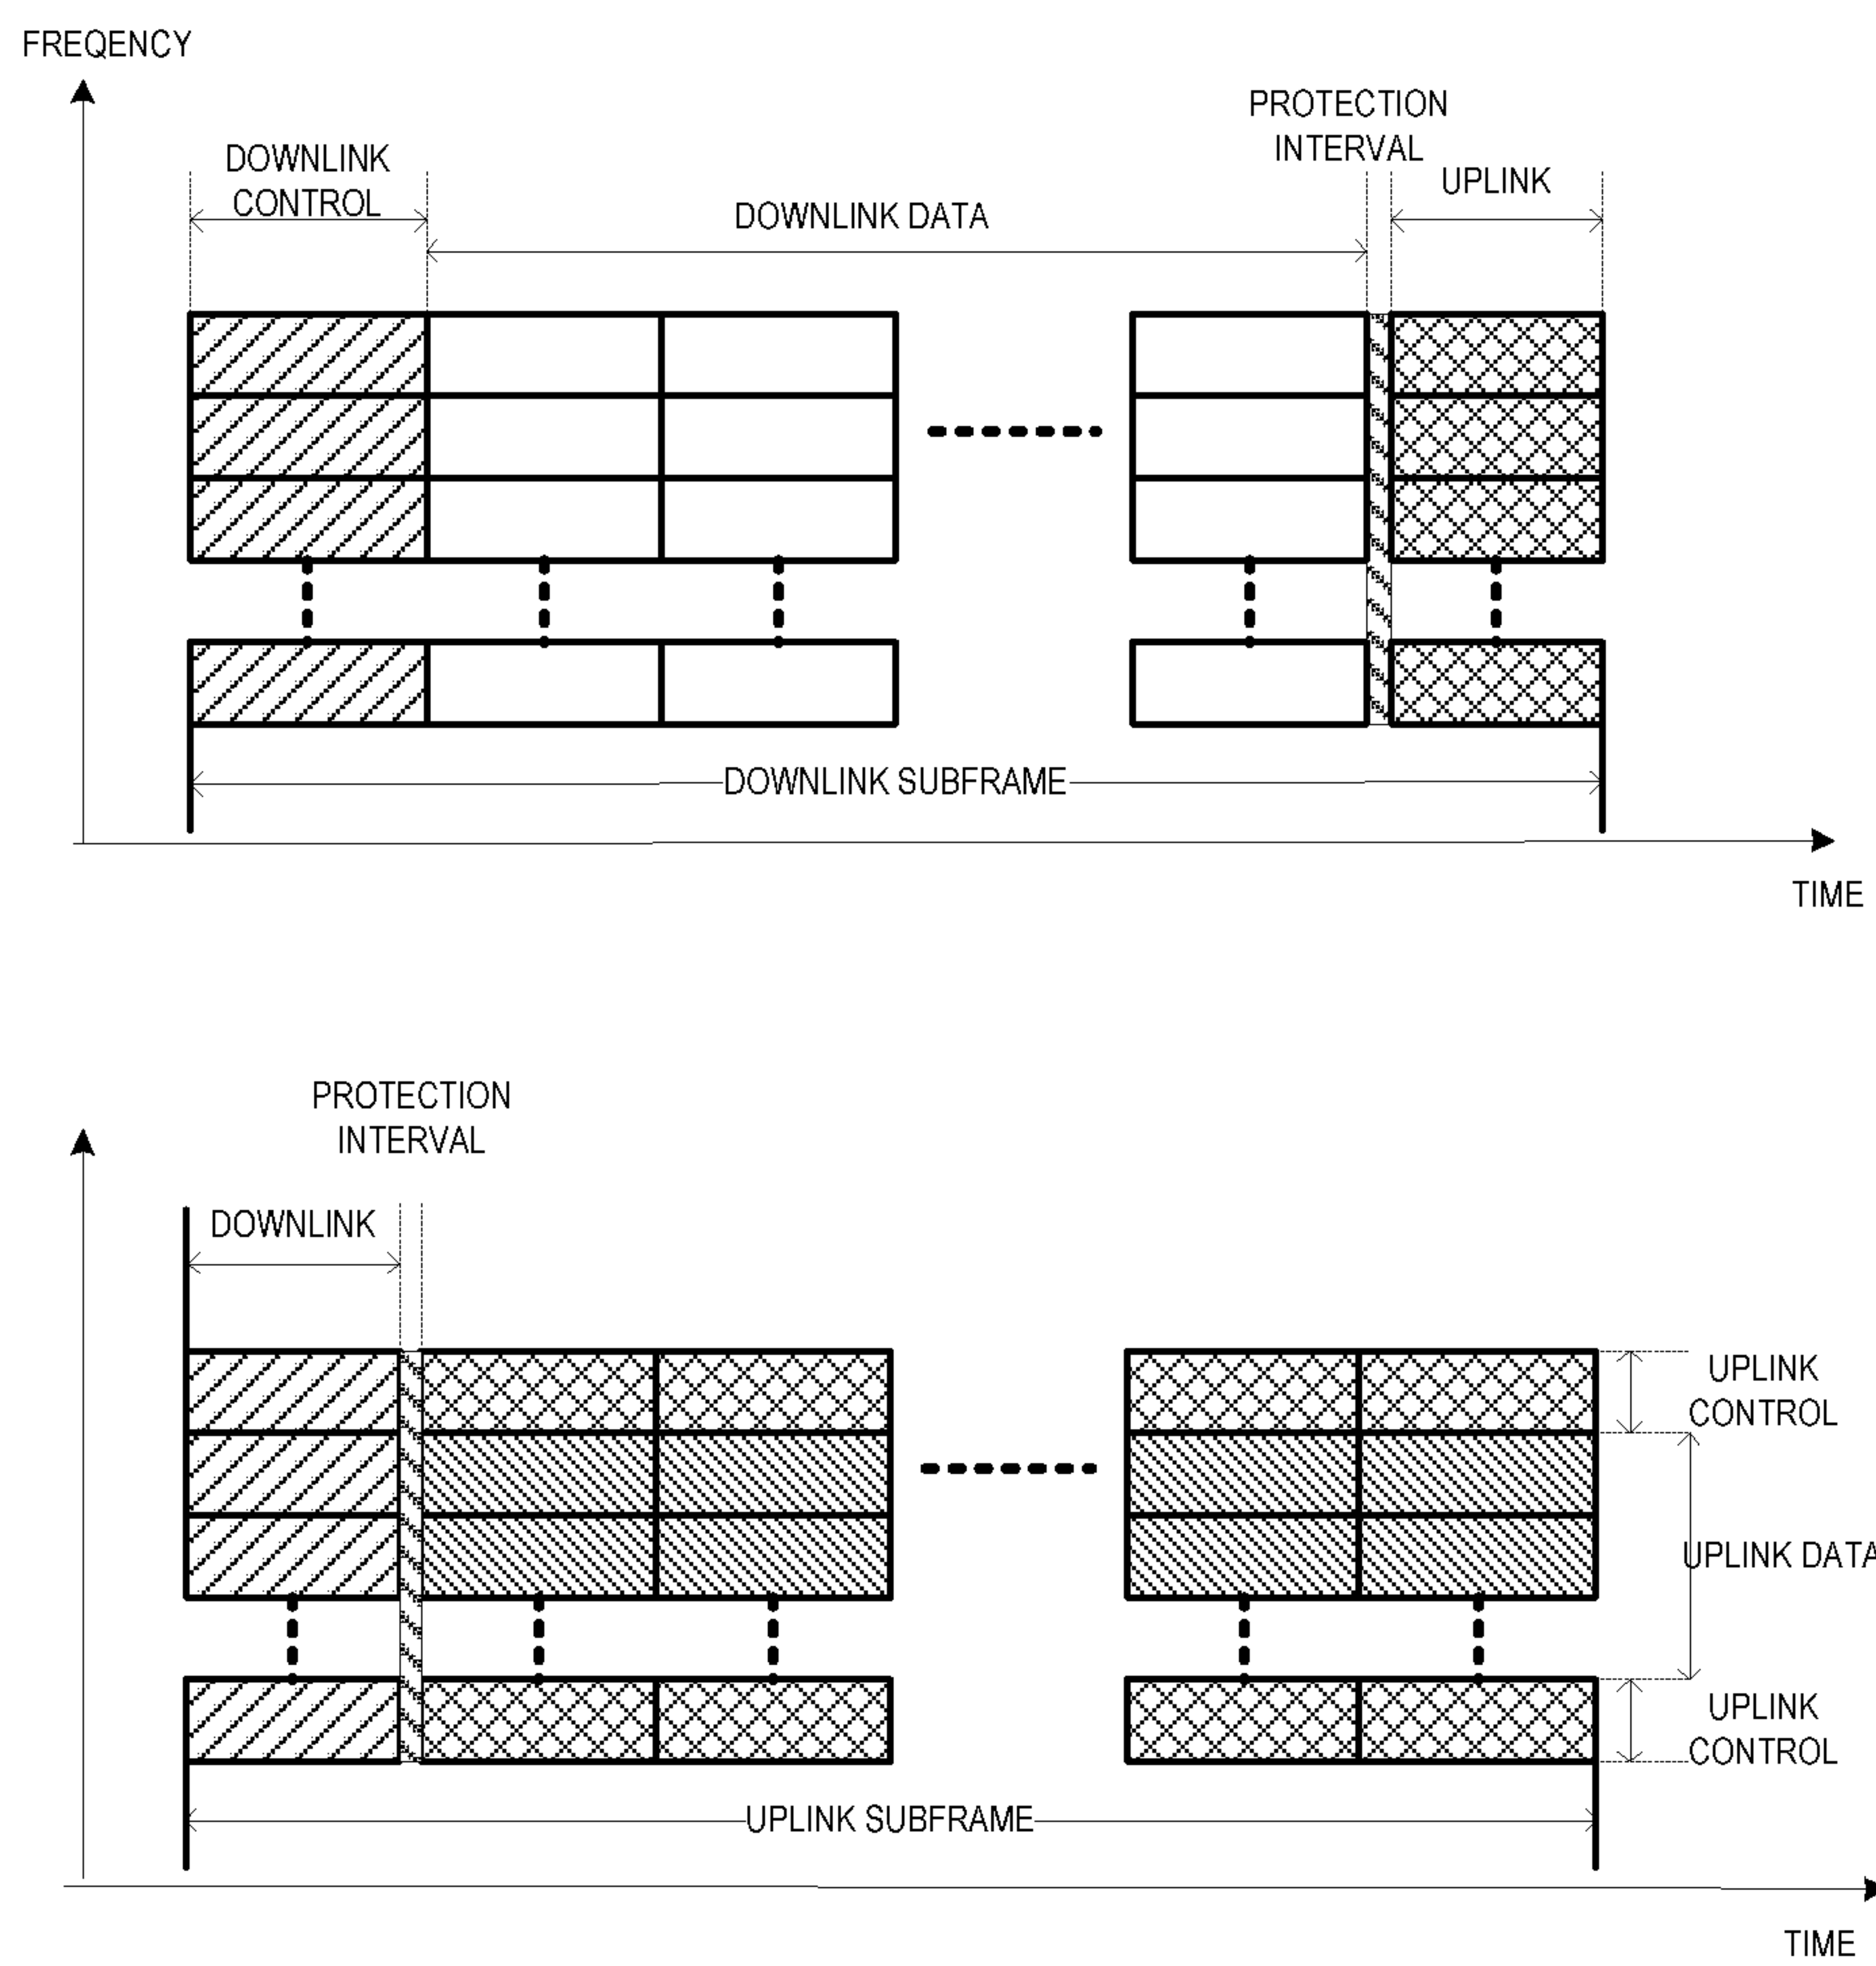 FREQENCY
PROTECTION
INTERVAL
DOWNLINK
CONTROL
UPLINK
DOWNLINK DATA
DOWNLINK SUBFRAME
TIME
PROTECTION
INTERVAL
DOWNLINK
UPLINK
CONTROL
UPLINK DATA
UPLINK
CONTROL
UPLINK SUBFRAME
TIME